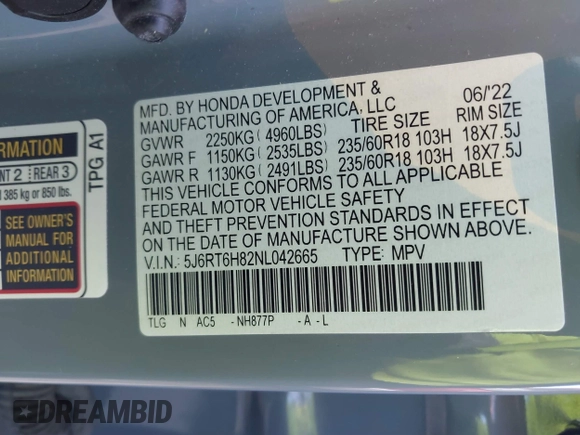 MFD. BY HONDA DEVELOPMENT &
MANUFACTURING OF AMERICA, LLC 06/'22
GVWR 2250KG( 4960LBS) TIRE SIZE RIM SIZE
GAWR F 1150KG( 2535LBS) 235/60R18 103H 18X7.5J
GAWR R 1130KG( 2491LBS) 235/60R18 103H 18X7.5J
THIS VEHICLE CONFORMS TO ALL APPLICABLE
FEDERAL MOTOR VEHICLE SAFETY
AND THEFT PREVENTION STANDARDS IN EFFECT
ON THE DATE OF MANUFACTURE SHOWN ABOVE.
V.I.N.: 5J6RT6H82NL042665 TYPE: MPV
TLG N AC5 -NH877P -A-L
RMATION
NT 2 REAR 3
385 kg or 850 lbs.
SEE OWNER'S
MANUAL FOR
ADDITIONAL
INFORMATION
TPG A1
DREAMBID